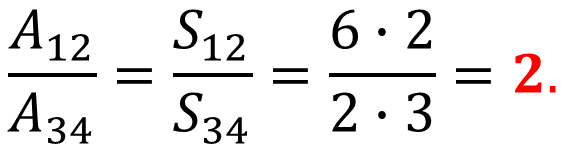 A₁₂/A₃₄ = S₁₂/S₃₄ = 6 · 2/2 · 3 = 2.